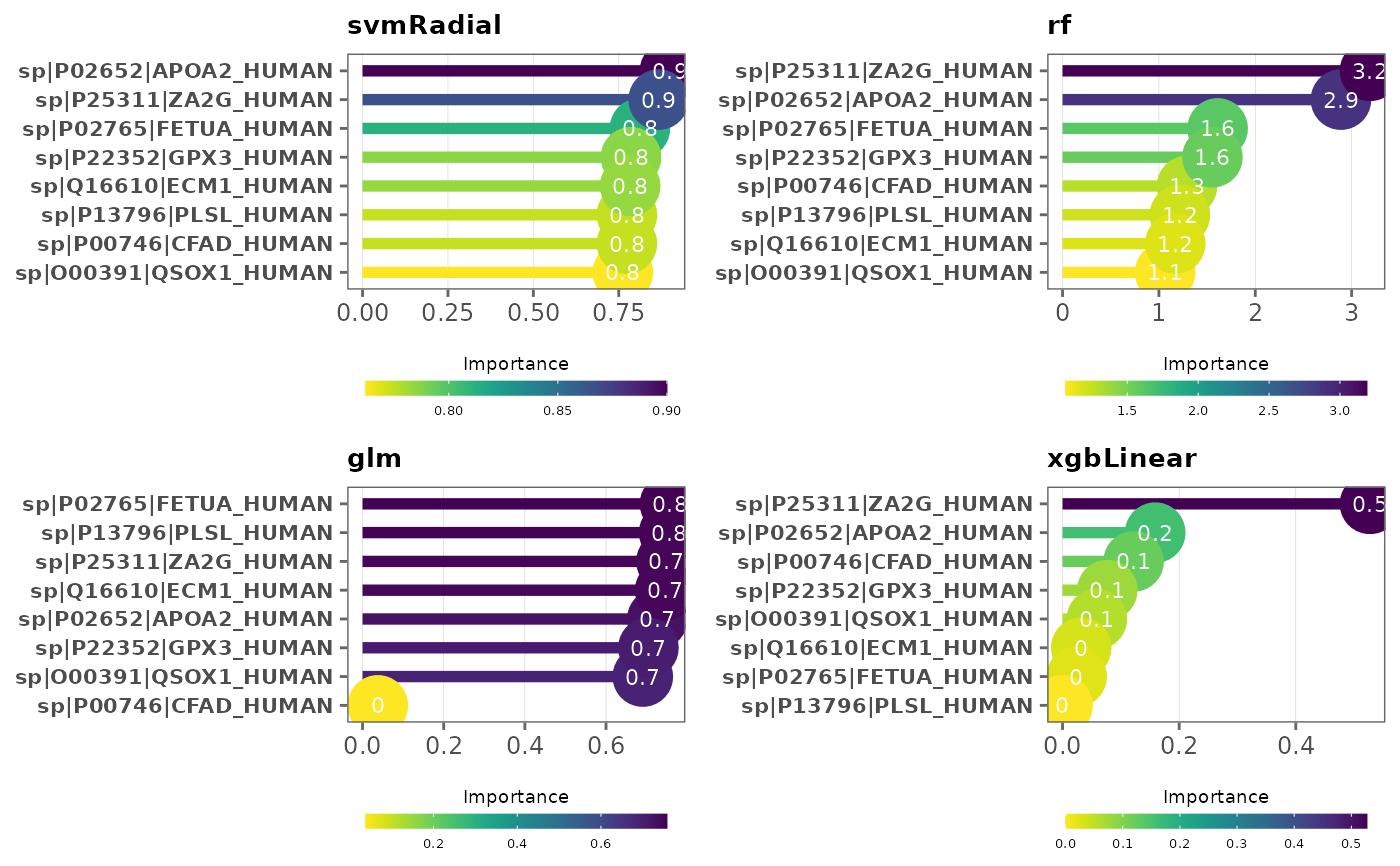 svmRadial
sp|P02652|APOA2_HUMAN 0.9
sp|P25311|ZA2G_HUMAN 0.9
sp|P02765|FETUA_HUMAN 0.8
sp|P22352|GPX3_HUMAN 0.8
sp|Q16610|ECM1_HUMAN 0.8
sp|P13796|PLSL_HUMAN 0.8
sp|P00746|CFAD_HUMAN 0.8
sp|O00391|QSOX1_HUMAN 0.8
0.00 0.25 0.50 0.75
Importance
0.80 0.85 0.90
rf
sp|P25311|ZA2G_HUMAN 3.2
sp|P02652|APOA2_HUMAN 2.9
sp|P02765|FETUA_HUMAN 1.6
sp|P22352|GPX3_HUMAN 1.6
sp|P00746|CFAD_HUMAN 1.3
sp|P13796|PLSL_HUMAN 1.2
sp|Q16610|ECM1_HUMAN 1.2
sp|O00391|QSOX1_HUMAN 1.1
0 1 2 3
Importance
1.5 2.0 2.5 3.0
glm
sp|P02765|FETUA_HUMAN 0.8
sp|P13796|PLSL_HUMAN 0.8
sp|P25311|ZA2G_HUMAN 0.7
sp|Q16610|ECM1_HUMAN 0.7
sp|P02652|APOA2_HUMAN 0.7
sp|P22352|GPX3_HUMAN 0.7
sp|O00391|QSOX1_HUMAN 0.7
sp|P00746|CFAD_HUMAN 0
0.0 0.2 0.4 0.6
Importance
0.2 0.4 0.6
xgbLinear
sp|P25311|ZA2G_HUMAN 0.5
sp|P02652|APOA2_HUMAN 0.2
sp|P00746|CFAD_HUMAN 0.1
sp|P22352|GPX3_HUMAN 0.1
sp|O00391|QSOX1_HUMAN 0.1
sp|Q16610|ECM1_HUMAN 0
sp|P02765|FETUA_HUMAN 0
sp|P13796|PLSL_HUMAN 0
0.0 0.2 0.4
Importance
0.0 0.1 0.2 0.3 0.4 0.5